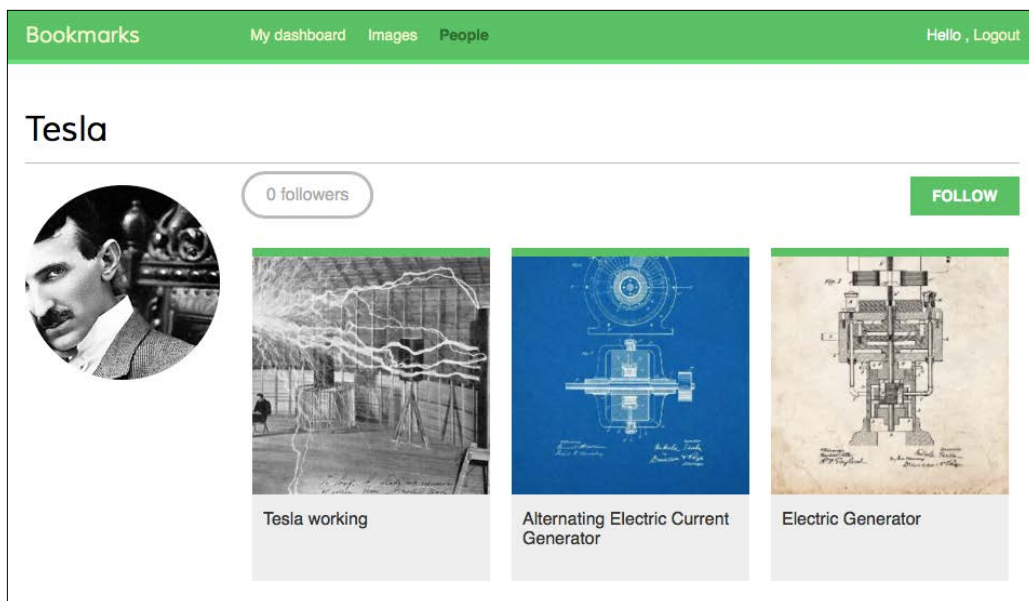 Bookmarks
My dashboard Images People
Hello , Logout
Tesla
0 followers
FOLLOW
Tesla working
Alternating Electric Current
Generator
Electric Generator